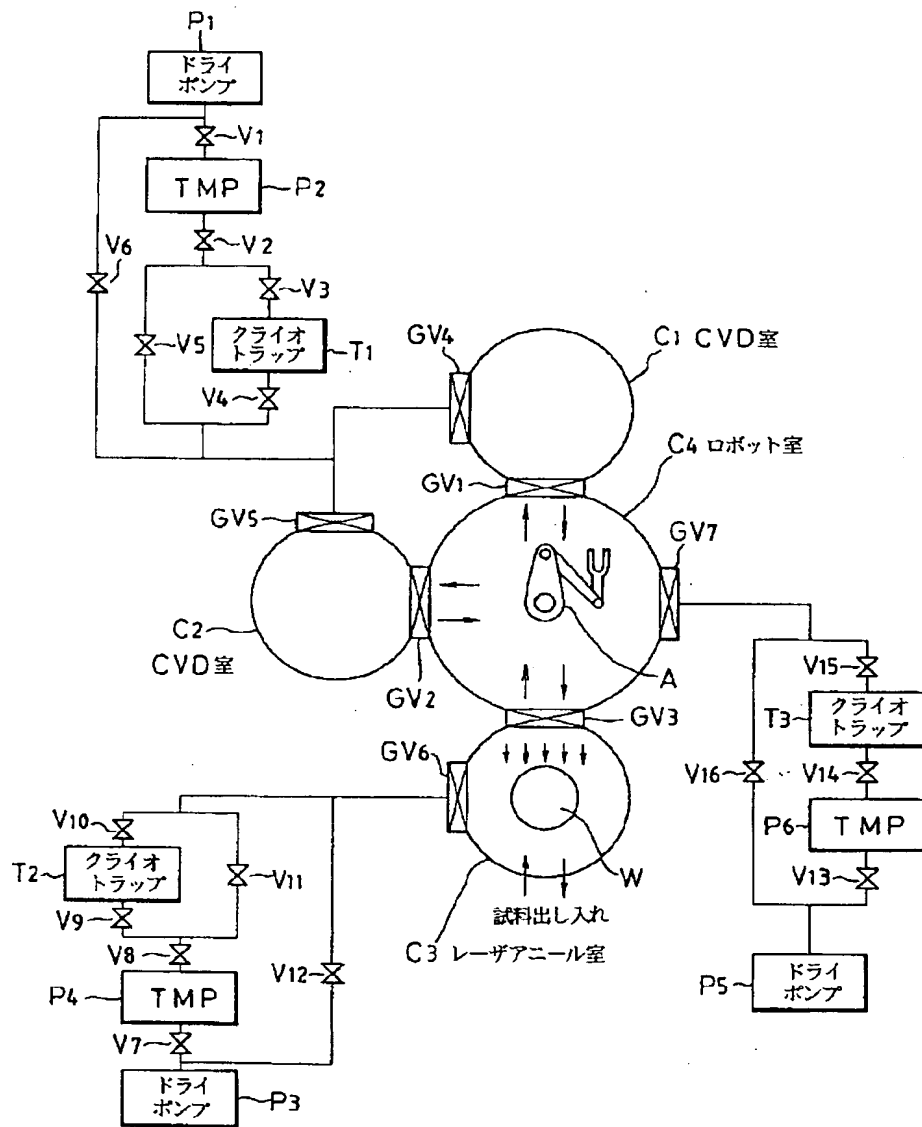 P1
ドライ
ポンプ
V1
TMP
P2
V2
V6
V3
V5
クライオ
トラップ
T1
V4
GV4
C1 CVD室
C4 ロボット室
GV1
GV5
GV7
C2
CVD室
GV2
A
GV3
V15
T3
クライオ
トラップ
GV6
V16
V14
P6
TMP
V10
T2
クライオ
トラップ
V11
W
V13
V9
試料出し入れ
C3 レーザアニール室
V8
V12
P4
TMP
P5
ドライ
ポンプ
V7
ドライ
ポンプ
P3